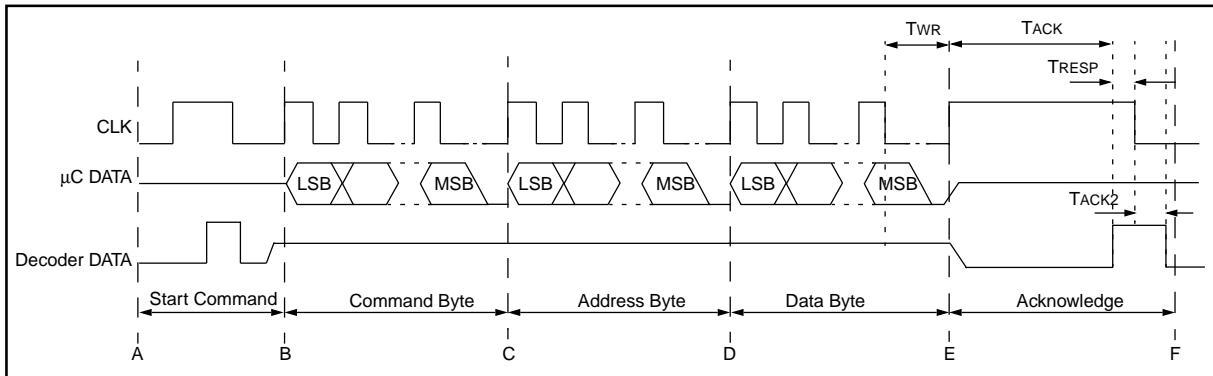 TWR
TACK
TRESP
CLK
μC DATA
LSB
MSB
LSB
MSB
LSB
MSB
TACK2
Decoder DATA
Start Command
Command Byte
Address Byte
Data Byte
Acknowledge
A
B
C
D
E
F